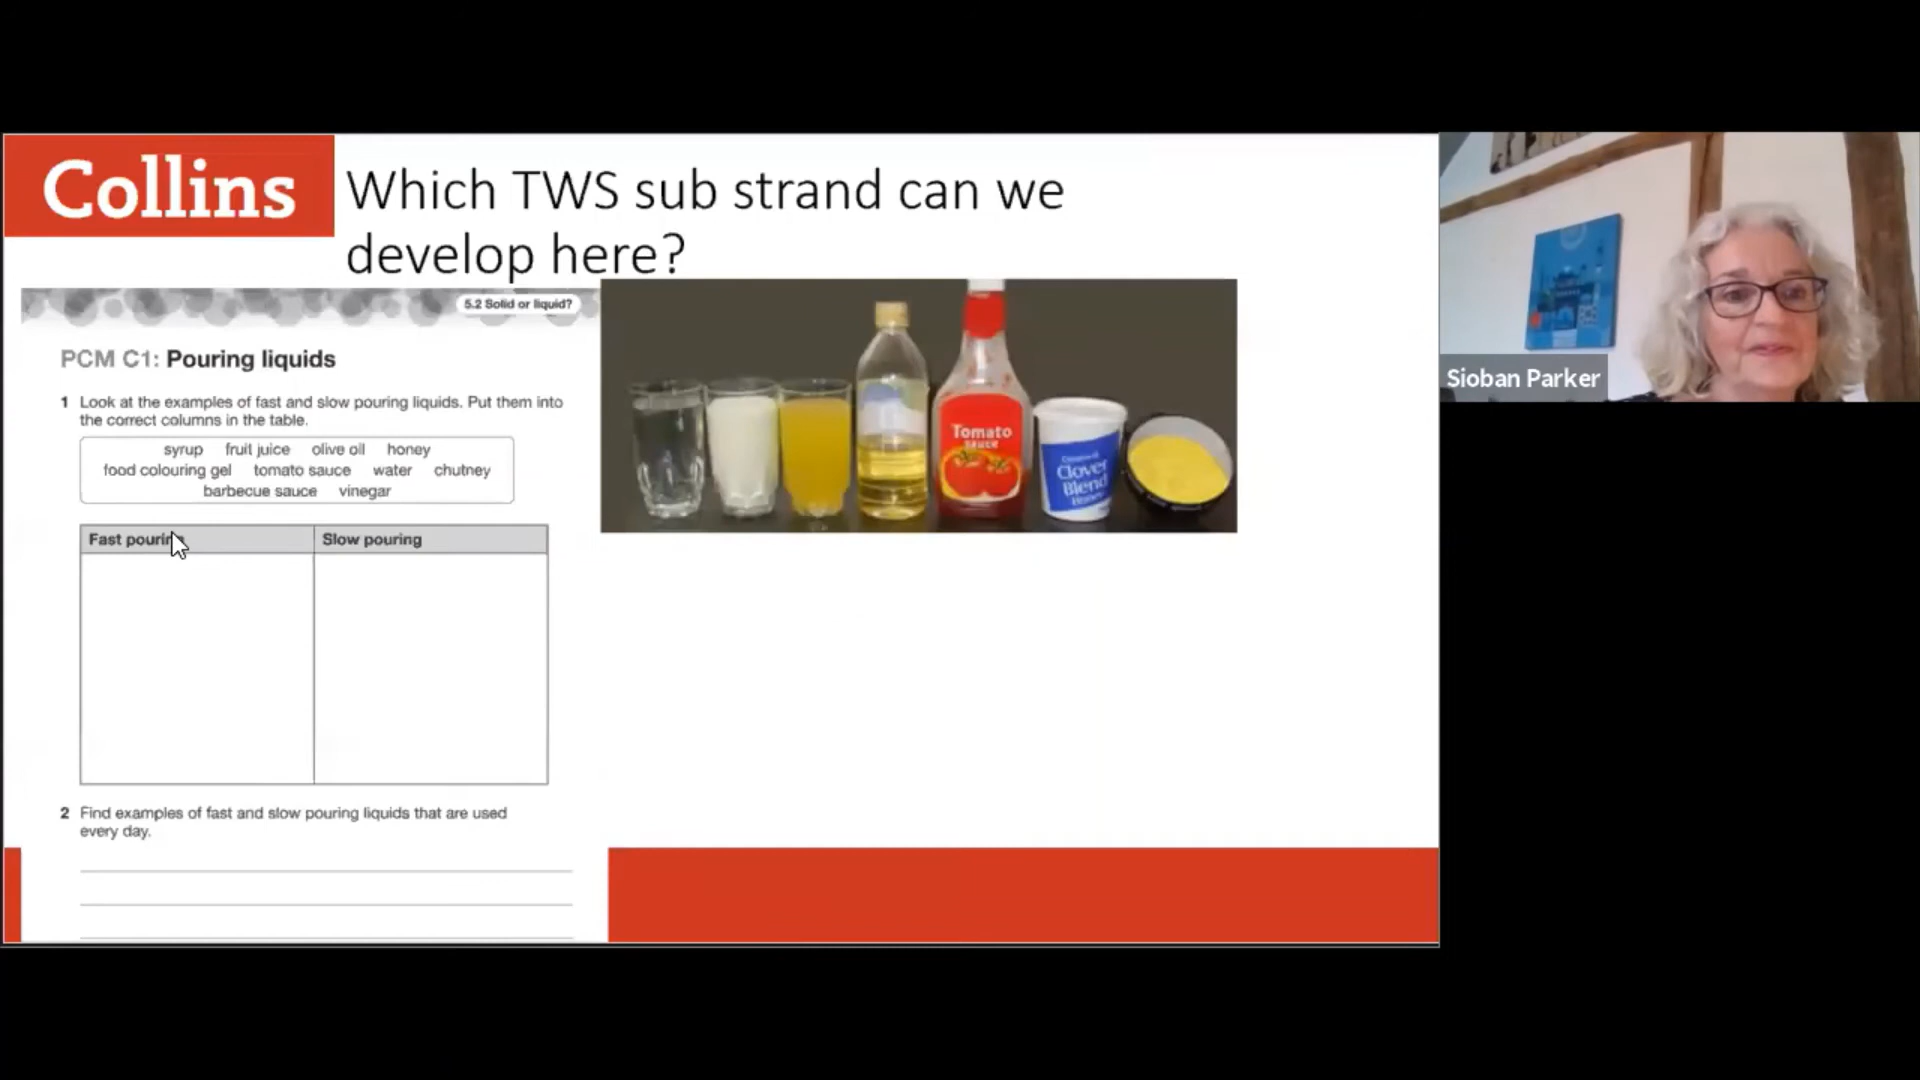 Collins
Which TWS sub strand can we
develop here?
5.2 Solid or liquid?
PCM C1: Pouring liquids
1 Look at the examples of fast and slow pouring liquids. Put them into
the correct columns in the table.
syrup fruit juice olive oil honey
food colouring gel tomato sauce water chutney
barbecue sauce vinegar
Fast pouring Slow pouring
2 Find examples of fast and slow pouring liquids that are used
every day.
Tomato
sauce
Clover
Blend
Honey
Sioban Parker